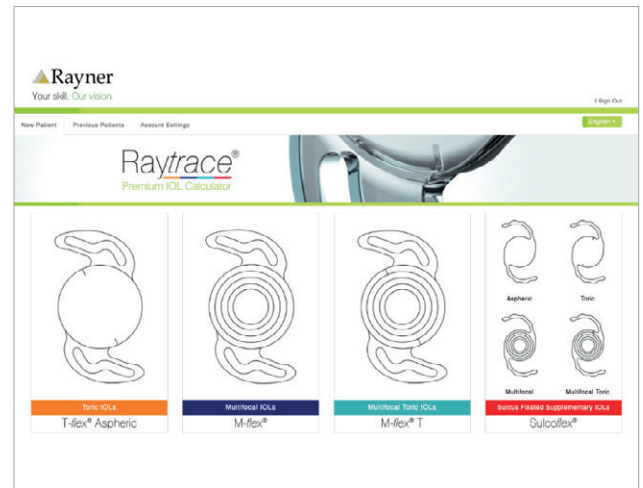 Rayner
Your skill. Our vision.
Sign Out
New Patient Previous Patients Account Settings
English
Raytrace®
Premium IOL Calculator
Aspheric Toric
Multifocal Multifocal Toric
Toric IOLs Multifocal IOLs Multifocal Toric IOLs Sulcus Fixated Supplementary IOLs
T-flex® Aspheric M-flex® M-flex® T Sulcoflex®